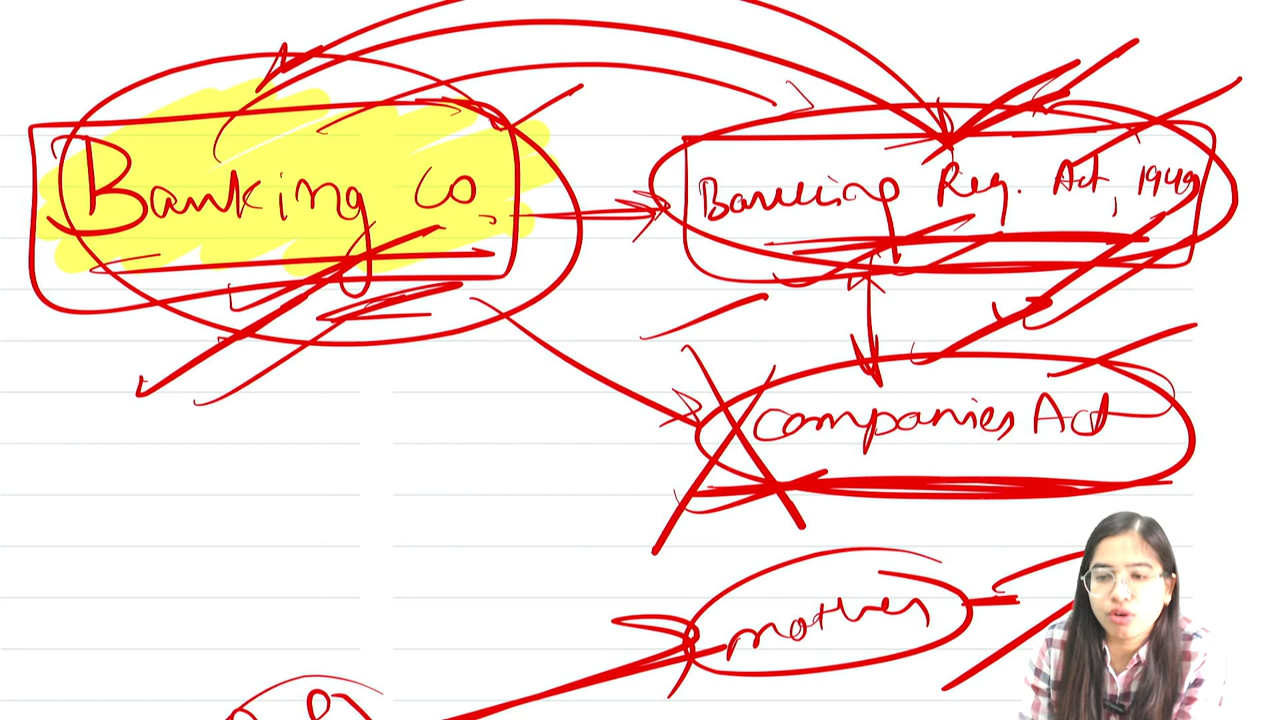 Banking Co.
Banking Reg. Act, 1949
Companies Act
mother